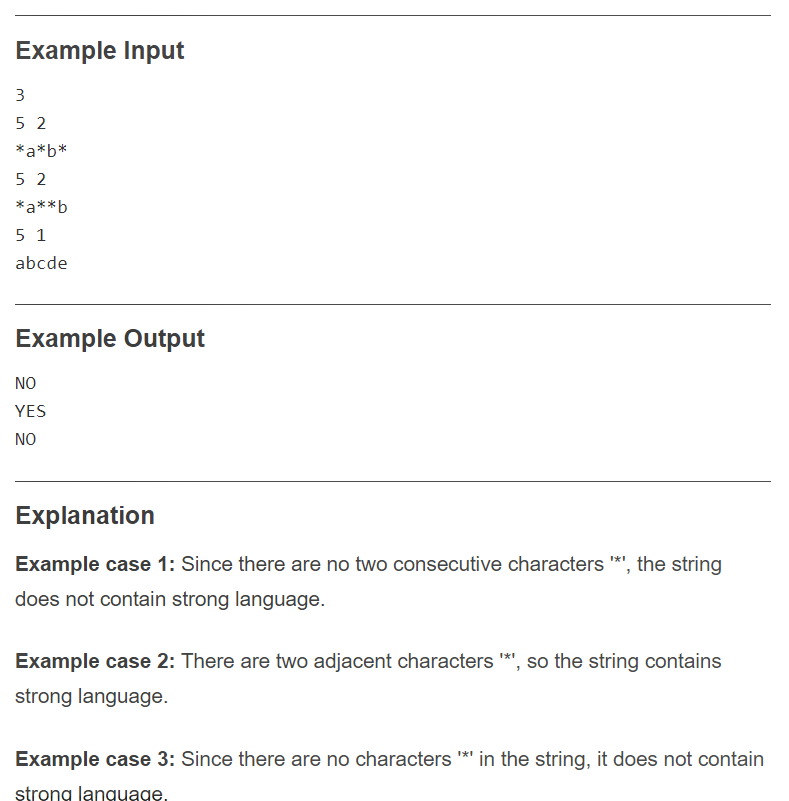 Example Input
3
5 2
*a*b*
5 2
*a**b
5 1
abcde
Example Output
NO
YES
NO
Explanation
Example case 1: Since there are no two consecutive characters '*', the string
does not contain strong language.
Example case 2: There are two adjacent characters '*', so the string contains
strong language.
Example case 3: Since there are no characters '*' in the string, it does not contain
strong language.